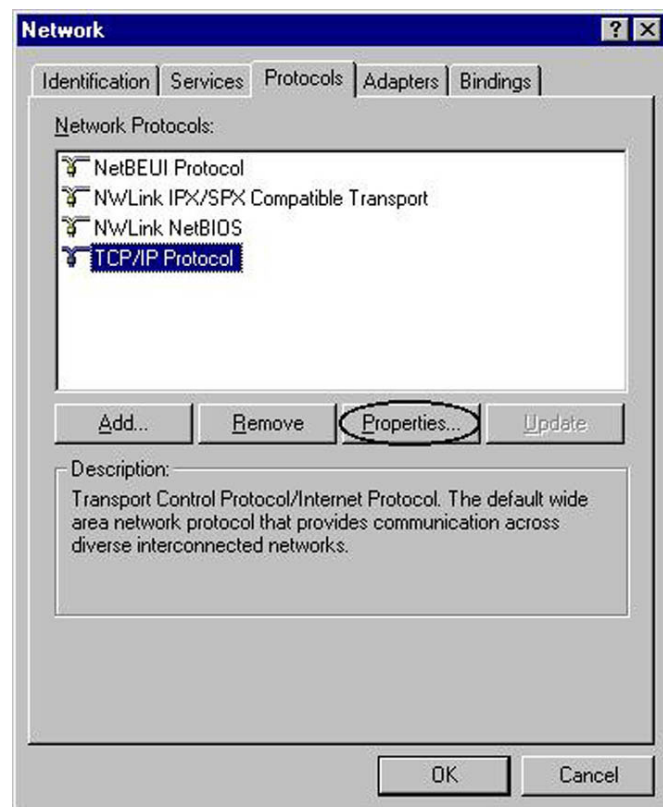 Network
Identification Services Protocols Adapters Bindings
Network Protocols:
NetBEUI Protocol
NWLink IPX/SPX Compatible Transport
NWLink NetBIOS
TCP/IP Protocol
Add... Remove Properties... Update
Description:
Transport Control Protocol/Internet Protocol. The default wide
area network protocol that provides communication across
diverse interconnected networks.
OK Cancel